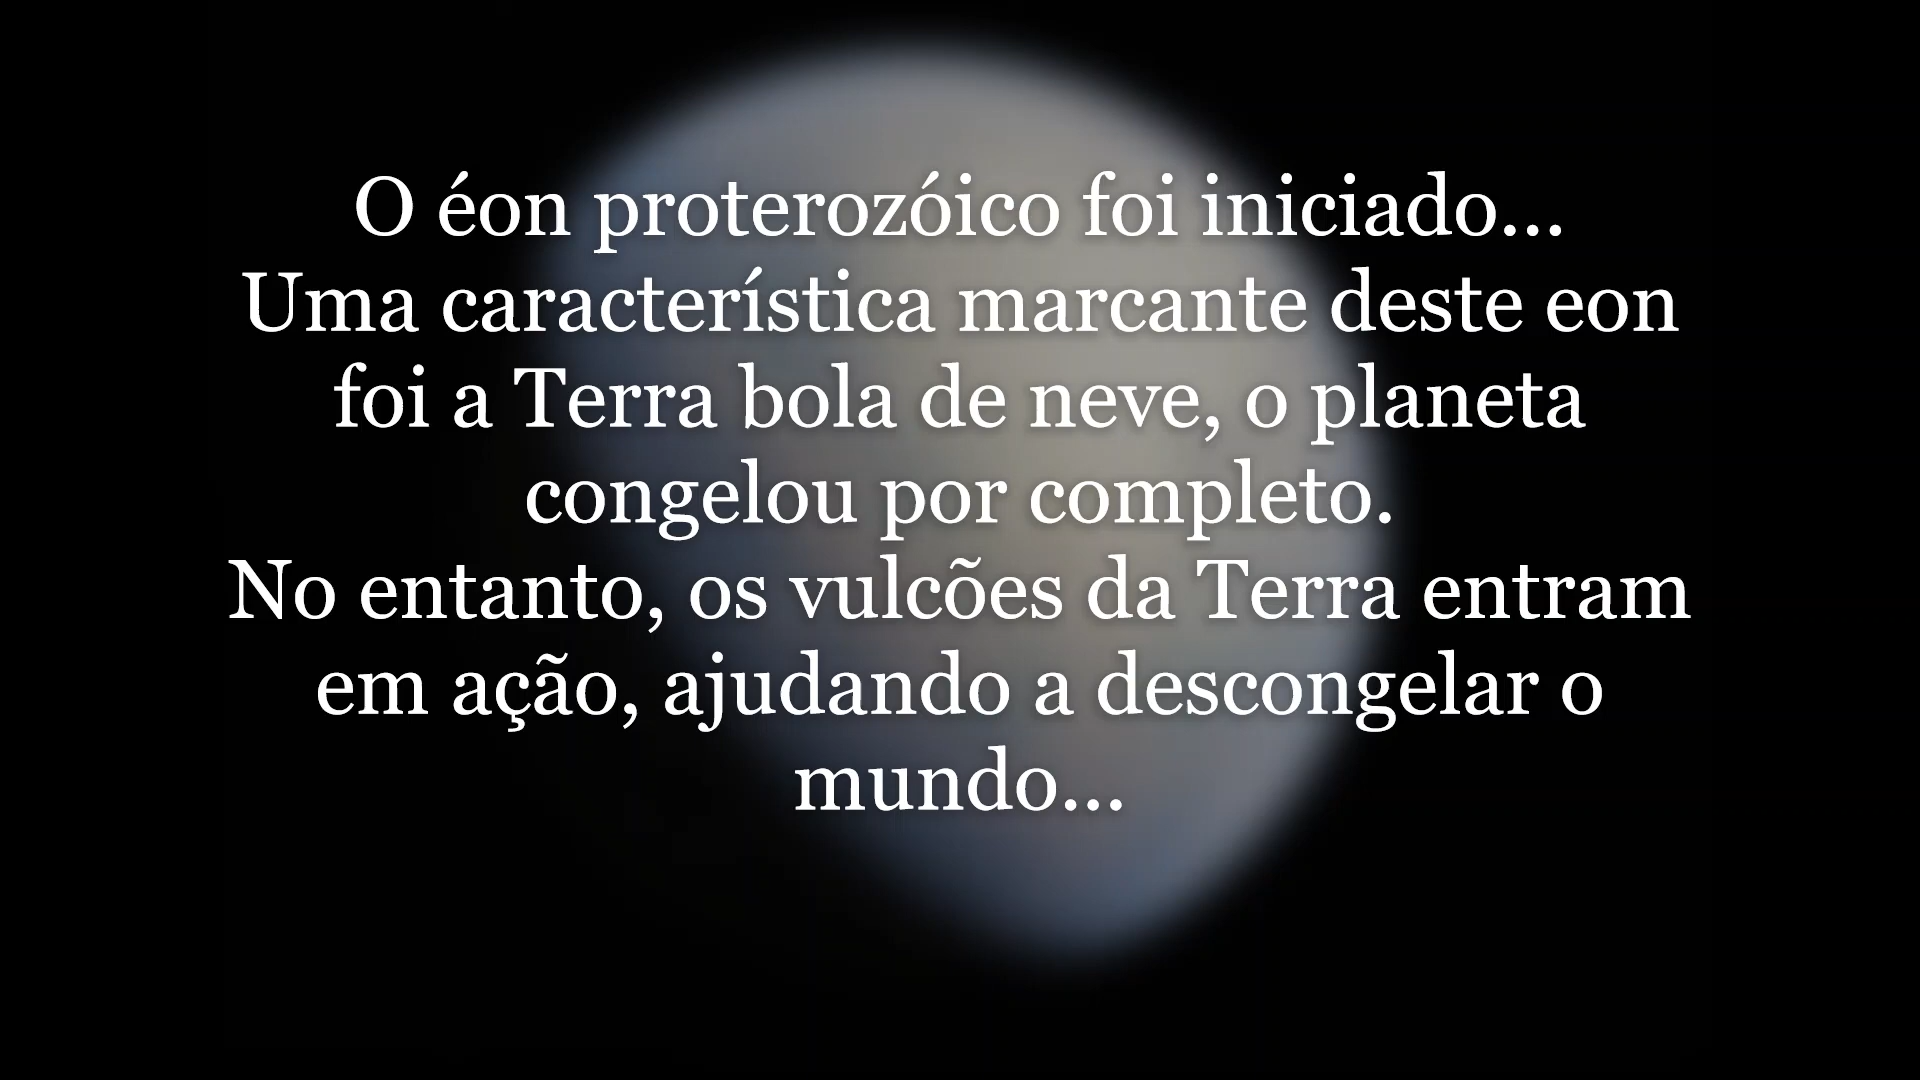 O éon proterozóico foi iniciado...
Uma característica marcante deste eon
foi a Terra bola de neve, o planeta
congelou por completo.
No entanto, os vulcões da Terra entram
em ação, ajudando a descongelar o
mundo...